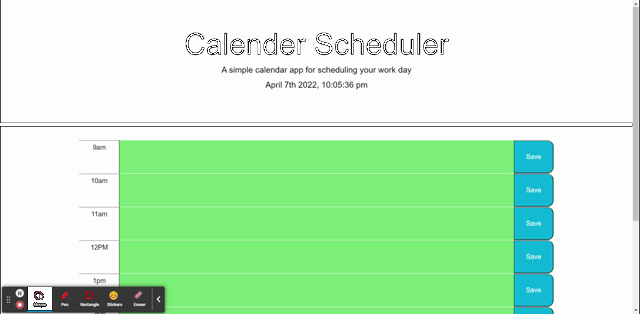 Calender Scheduler
A simple calendar app for scheduling your work day
April 7th 2022, 10:05:36 pm
9am Save
10am Save
11am Save
12PM Save
1pm Save
Pen Rectangle Stickers Eraser